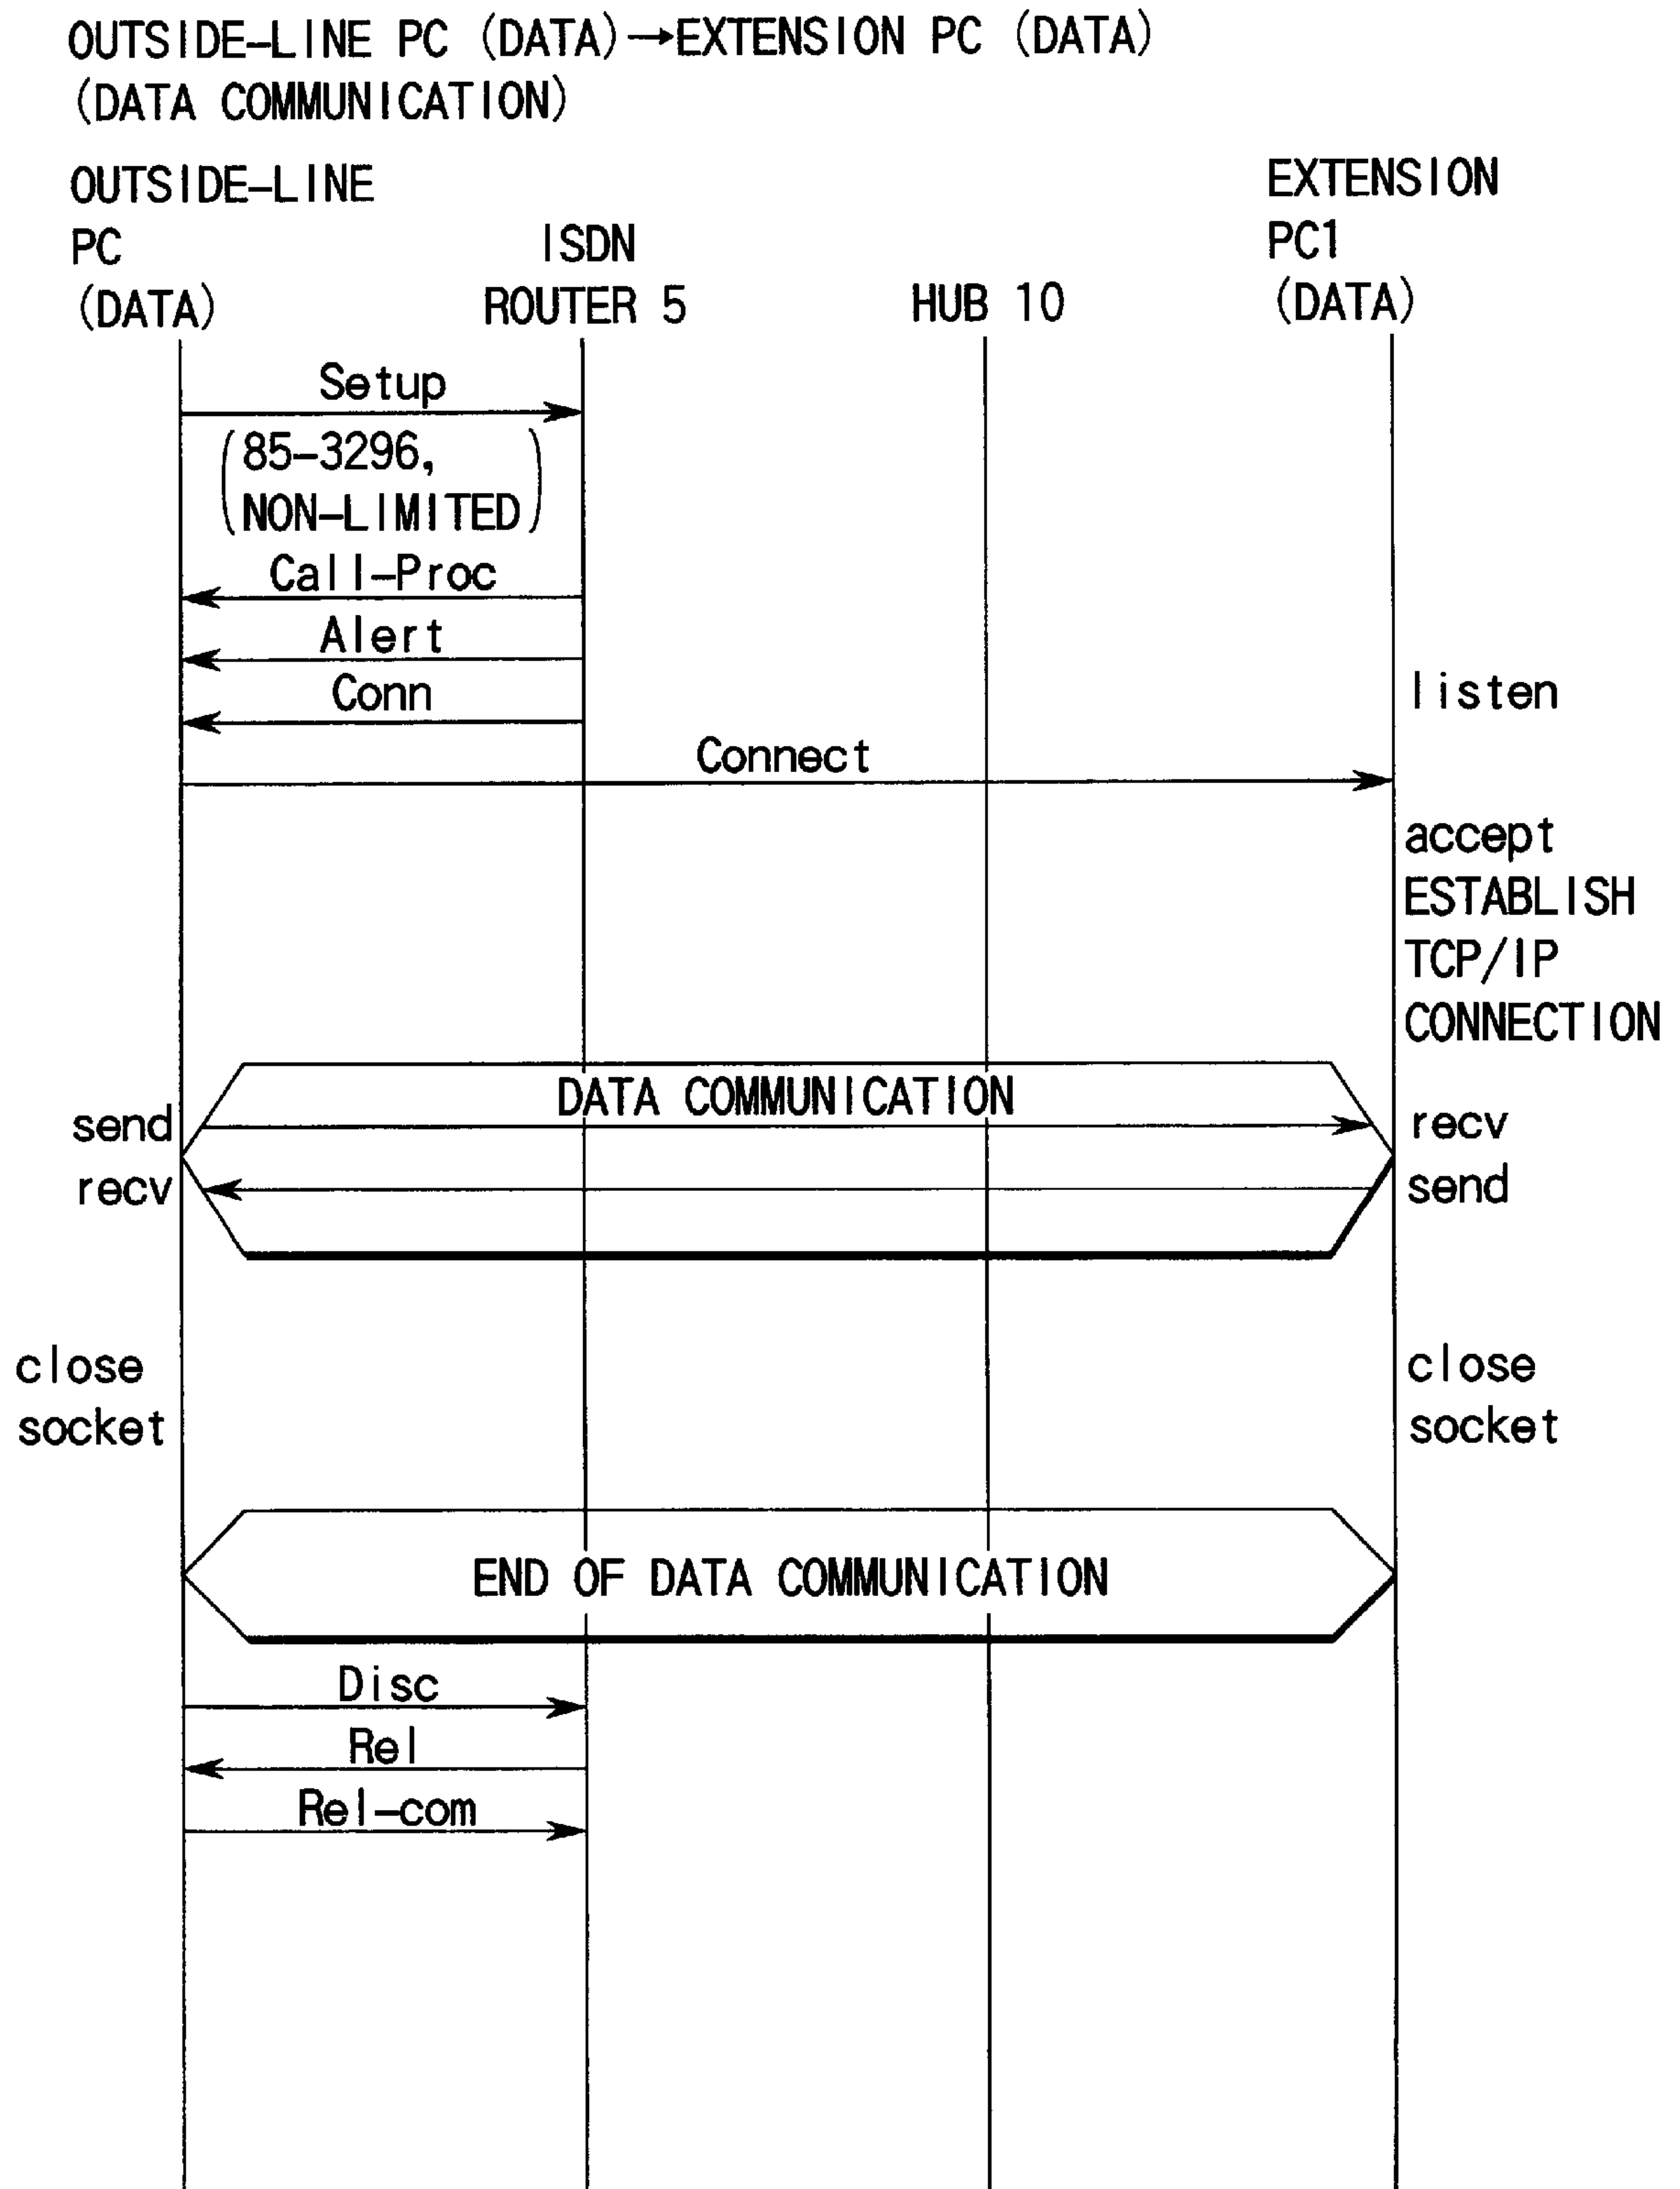 OUTSIDE-LINE PC (DATA)→EXTENSION PC (DATA)
(DATA COMMUNICATION)
OUTSIDE-LINE
PC
(DATA)
ISDN
ROUTER 5
HUB 10
EXTENSION
PC1
(DATA)
Setup
(85-3296,
NON-LIMITED)
Call-Proc
Alert
Conn
listen
Connect
accept
ESTABLISH
TCP/IP
CONNECTION
DATA COMMUNICATION
send
recv
recv
send
close
socket
close
socket
END OF DATA COMMUNICATION
Disc
Rel
Rel-com